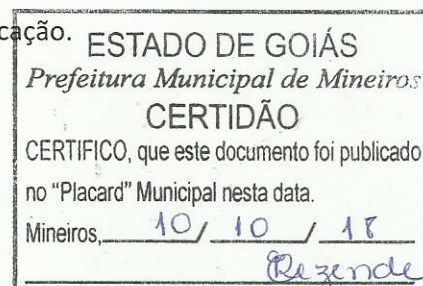 cação.
ESTADO DE GOIÁS
Prefeitura Municipal de Mineiros
CERTIDÃO
CERTIFICO, que este documento foi publicado
no "Placard" Municipal nesta data.
Mineiros, 10/10/18
Rezende